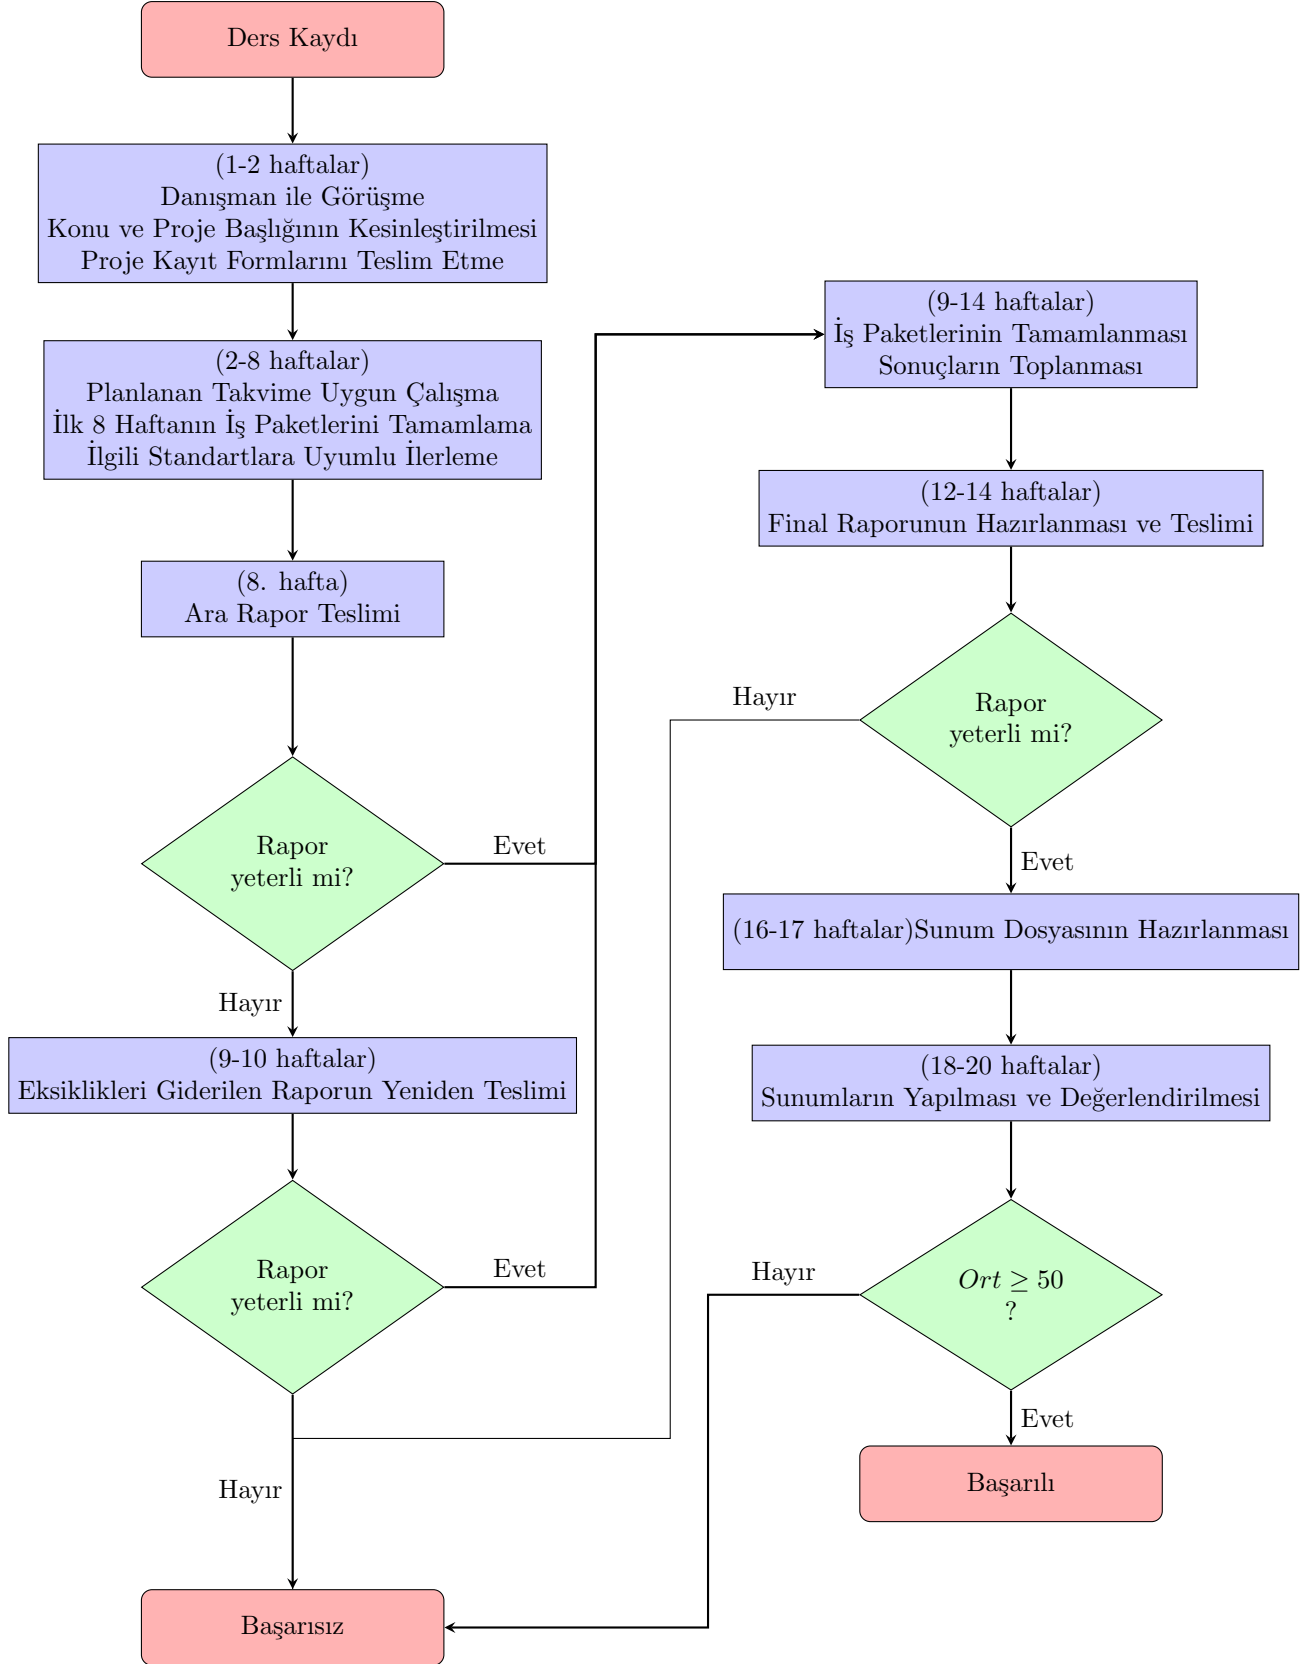 Ders Kaydı
(1-2 haftalar)
Danışman ile Görüşme
Konu ve Proje Başlığının Kesinleştirilmesi
Proje Kayıt Formlarını Teslim Etme
(2-8 haftalar)
Planlanan Takvime Uygun Çalışma
İlk 8 Haftanın İş Paketlerini Tamamlama
İlgili Standartlara Uyumlu İlerleme
(8. hafta)
Ara Rapor Teslimi
Rapor
yeterli mi?
Evet
Hayır
(9-10 haftalar)
Eksiklikleri Giderilen Raporun Yeniden Teslimi
Rapor
yeterli mi?
Evet
Hayır
Başarısız
(9-14 haftalar)
İş Paketlerinin Tamamlanması
Sonuçların Toplanması
(12-14 haftalar)
Final Raporunun Hazırlanması ve Teslimi
Hayır
Rapor
yeterli mi?
Evet
(16-17 haftalar)Sunum Dosyasının Hazırlanması
(18-20 haftalar)
Sunumların Yapılması ve Değerlendirilmesi
Hayır
Ort ≥ 50
?
Evet
Başarılı